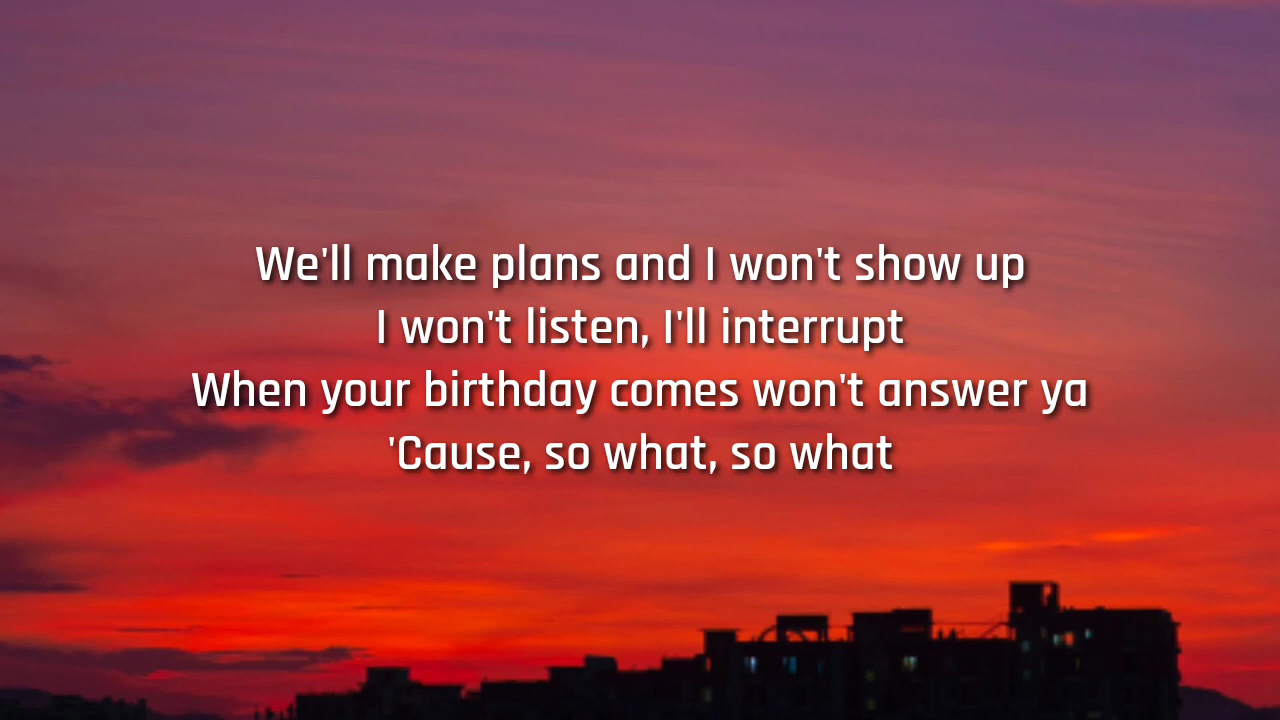 We'll make plans and I won't show up
I won't listen, I'll interrupt
When your birthday comes won't answer ya
'Cause, so what, so what